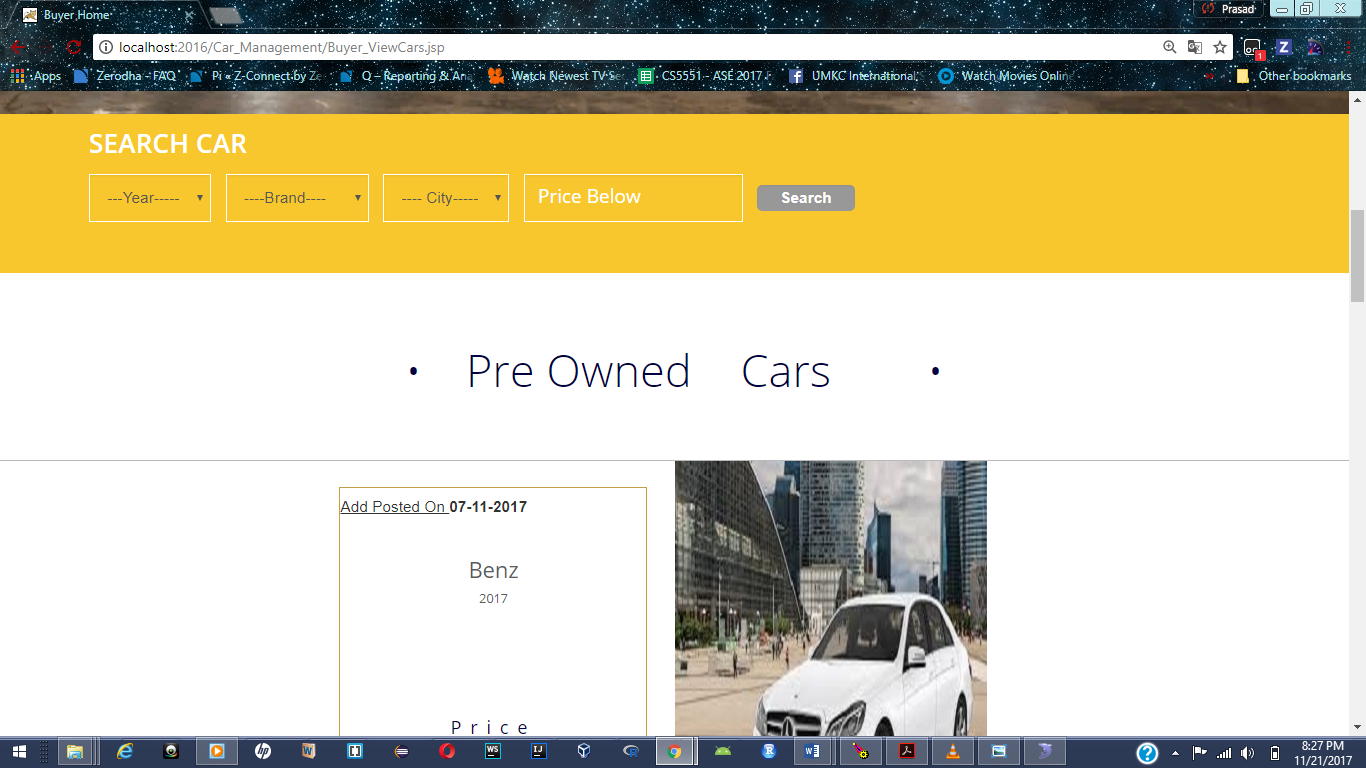 Buyer Home
Prasad
localhost:2016/Car_Management/Buyer_ViewCars.jsp
Apps
Zerodha - FAQ
Pi « Z-Connect by Ze
Q – Reporting & An
Watch Newest TV Se
CS5551 - ASE 2017 F
UMKC International
Watch Movies Online
Other bookmarks
SEARCH CAR
---Year-----
----Brand----
---- City-----
Price Below
Search
• Pre Owned Cars •
Add Posted On 07-11-2017
Benz
2017
Price
8:27 PM
11/21/2017